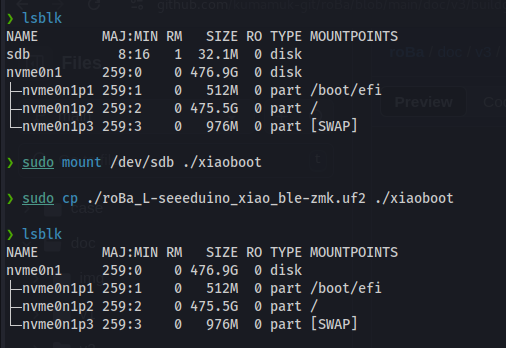 ❯ lsblk
NAME        MAJ:MIN RM   SIZE RO TYPE MOUNTPOINTS
sdb           8:16   1  32.1M  0 disk
nvme0n1     259:0    0 476.9G  0 disk
├─nvme0n1p1 259:1    0   512M  0 part /boot/efi
├─nvme0n1p2 259:2    0 475.5G  0 part /
└─nvme0n1p3 259:3    0   976M  0 part [SWAP]
❯ sudo mount /dev/sdb ./xiaoboot
❯ sudo cp ./roBa_L-seeeduino_xiao_ble-zmk.uf2 ./xiaoboot
❯ lsblk
NAME        MAJ:MIN RM   SIZE RO TYPE MOUNTPOINTS
nvme0n1     259:0    0 476.9G  0 disk
├─nvme0n1p1 259:1    0   512M  0 part /boot/efi
├─nvme0n1p2 259:2    0 475.5G  0 part /
└─nvme0n1p3 259:3    0   976M  0 part [SWAP]
Files
Preview
case
doc